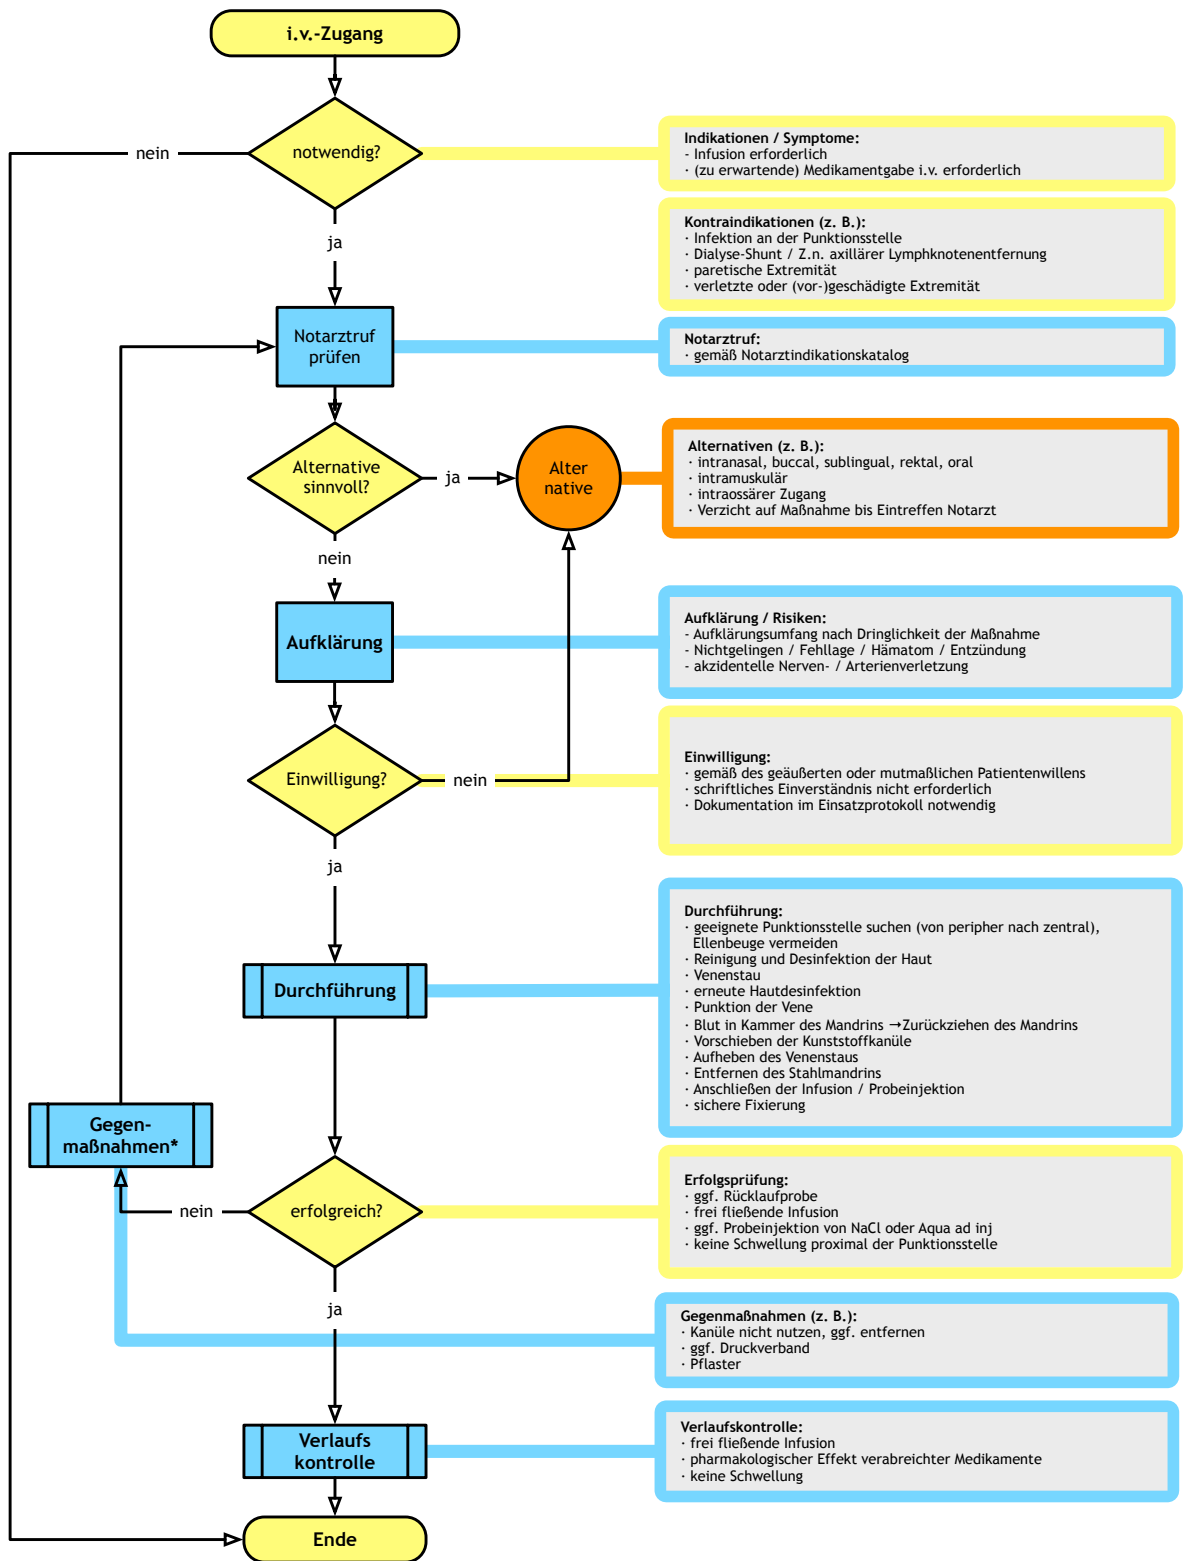 i.v.-Zugang
notwendig?
nein
ja
Indikationen / Symptome:
- Infusion erforderlich
· (zu erwartende) Medikamentgabe i.v. erforderlich
Kontraindikationen (z. B.):
· Infektion an der Punktionsstelle
· Dialyse-Shunt / Z.n. axillärer Lymphknotenentfernung
· paretische Extremität
· verletzte oder (vor-)geschädigte Extremität
Notarztruf
prüfen
Notarztruf:
· gemäß Notarztindikationskatalog
Alternative
sinnvoll?
ja
nein
Alter
native
Alternativen (z. B.):
· intranasal, buccal, sublingual, rektal, oral
· intramuskulär
· intraossärer Zugang
· Verzicht auf Maßnahme bis Eintreffen Notarzt
Aufklärung
Aufklärung / Risiken:
- Aufklärungsumfang nach Dringlichkeit der Maßnahme
- Nichtgelingen / Fehllage / Hämatom / Entzündung
- akzidentelle Nerven- / Arterienverletzung
Einwilligung?
nein
ja
Einwilligung:
· gemäß des geäußerten oder mutmaßlichen Patientenwillens
· schriftliches Einverständnis nicht erforderlich
· Dokumentation im Einsatzprotokoll notwendig
Durchführung
Durchführung:
· geeignete Punktionsstelle suchen (von peripher nach zentral),
Ellenbeuge vermeiden
· Reinigung und Desinfektion der Haut
· Venenstau
· erneute Hautdesinfektion
· Punktion der Vene
· Blut in Kammer des Mandrins →Zurückziehen des Mandrins
· Vorschieben der Kunststoffkanüle
· Aufheben des Venenstaus
· Entfernen des Stahlmandrins
· Anschließen der Infusion / Probeinjektion
· sichere Fixierung
Gegen-
maßnahmen*
erfolgreich?
nein
ja
Erfolgsprüfung:
· ggf. Rücklaufprobe
· frei fließende Infusion
· ggf. Probeinjektion von NaCl oder Aqua ad inj
· keine Schwellung proximal der Punktionsstelle
Gegenmaßnahmen (z. B.):
· Kanüle nicht nutzen, ggf. entfernen
· ggf. Druckverband
· Pflaster
Verlaufs
kontrolle
Verlaufskontrolle:
· frei fließende Infusion
· pharmakologischer Effekt verabreichter Medikamente
· keine Schwellung
Ende